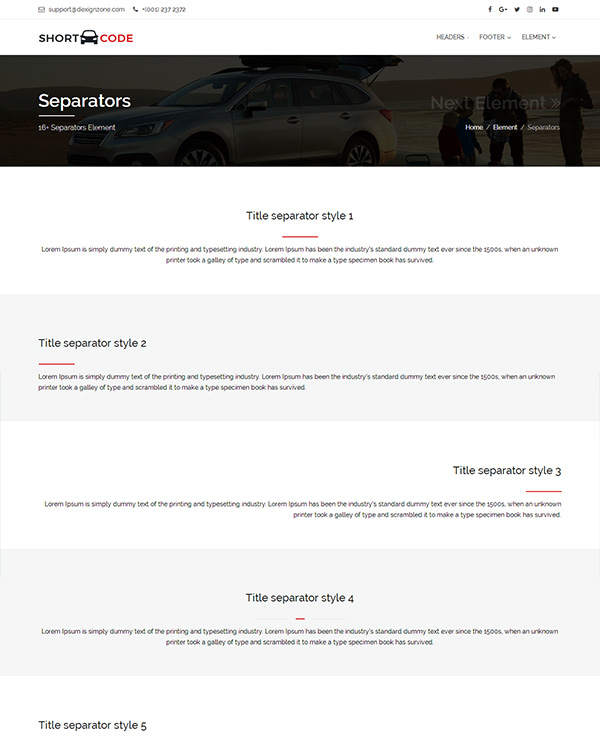 support@dexignzone.com +(001) 237 2372
SHORT CODE
HEADERS FOOTER ELEMENT
Separators
Next Element »
16+ Separators Element
Home / Element / Separators
Title separator style 1
Lorem Ipsum is simply dummy text of the printing and typesetting industry. Lorem Ipsum has been the industry's standard dummy text ever since the 1500s, when an unknown
printer took a galley of type and scrambled it to make a type specimen book has survived.
Title separator style 2
Lorem Ipsum is simply dummy text of the printing and typesetting industry. Lorem Ipsum has been the industry's standard dummy text ever since the 1500s, when an unknown
printer took a galley of type and scrambled it to make a type specimen book has survived.
Title separator style 3
Lorem Ipsum is simply dummy text of the printing and typesetting industry. Lorem Ipsum has been the industry's standard dummy text ever since the 1500s, when an unknown
printer took a galley of type and scrambled it to make a type specimen book has survived.
Title separator style 4
Lorem Ipsum is simply dummy text of the printing and typesetting industry. Lorem Ipsum has been the industry's standard dummy text ever since the 1500s, when an unknown
printer took a galley of type and scrambled it to make a type specimen book has survived.
Title separator style 5